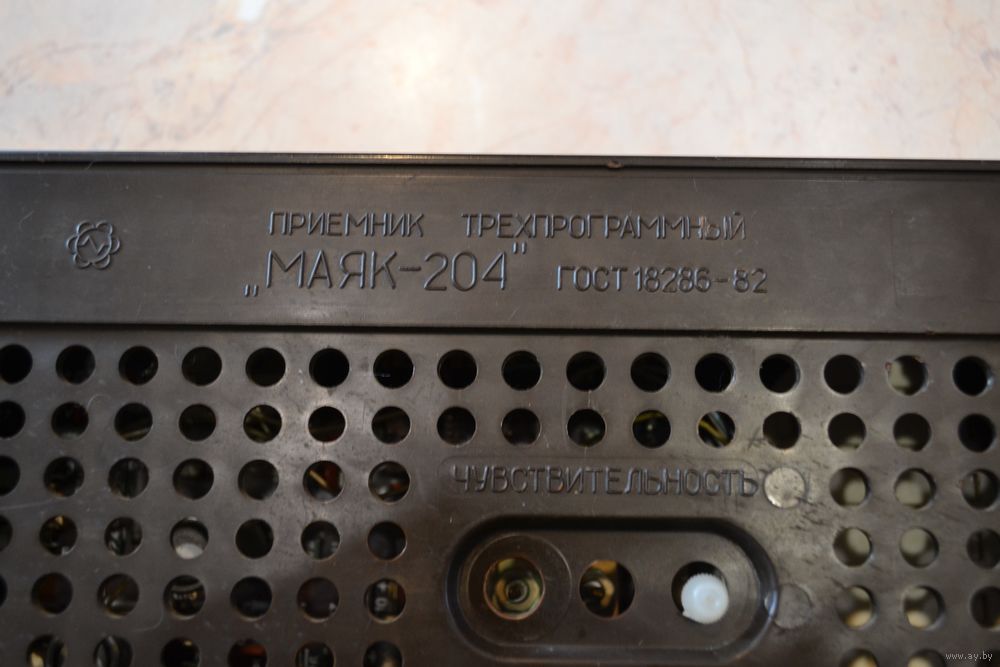 ПРИЕМНИК ТРЕХПРОГРАММНЫЙ
„МАЯК-204" ГОСТ 18286-82
ЧУВСТВИТЕЛЬНОСТЬ
www.ay.by